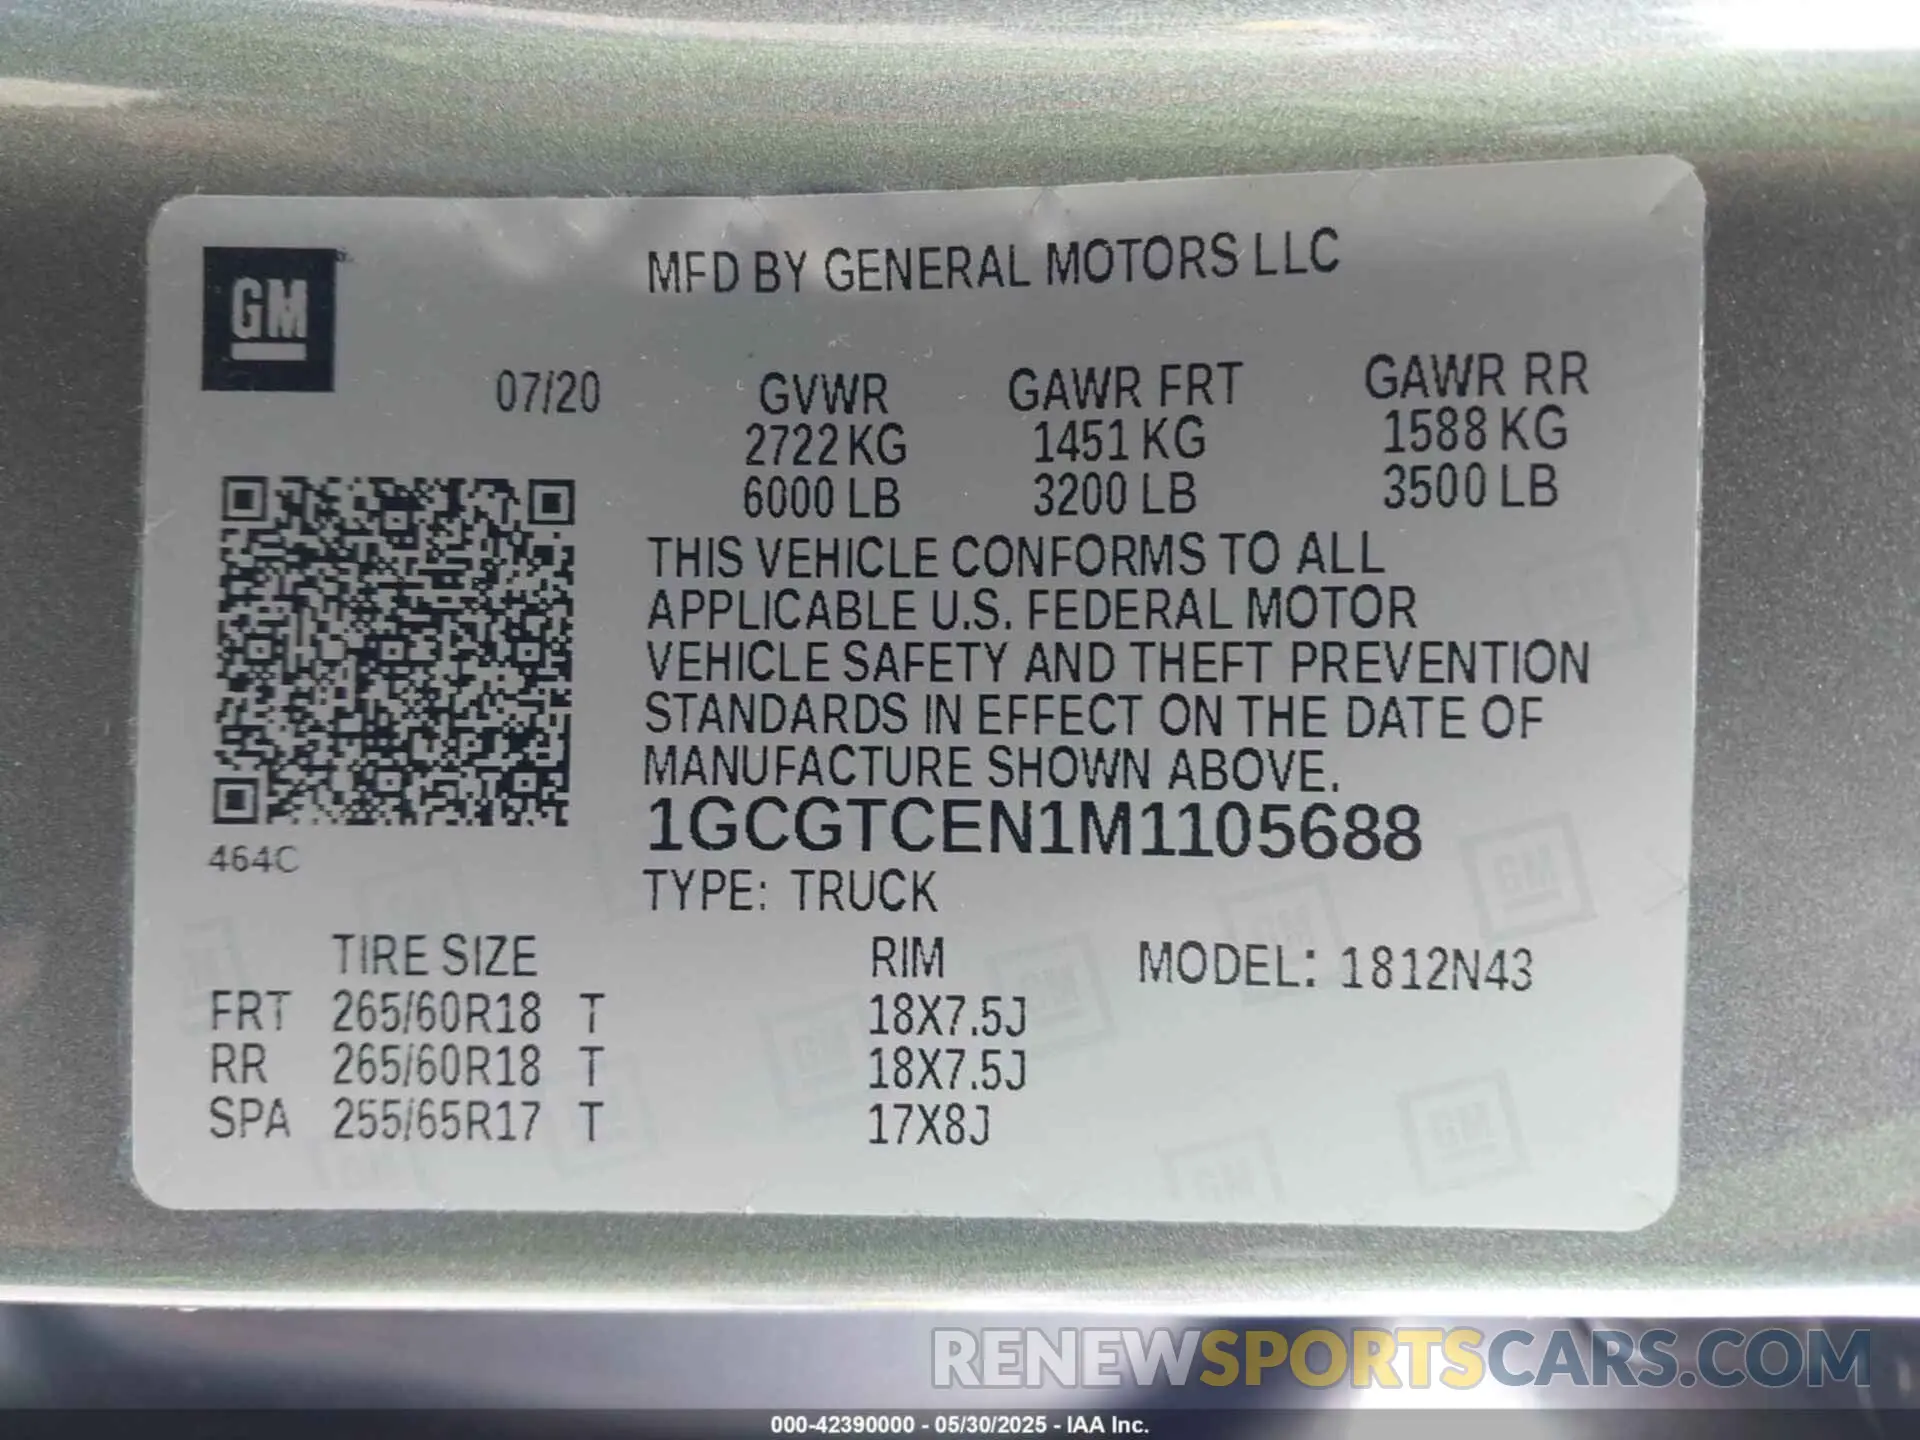 MFD BY GENERAL MOTORS LLC
GM
07/20
GVWR GAWR FRT GAWR RR
2722 KG 1451 KG 1588 KG
6000 LB 3200 LB 3500 LB
THIS VEHICLE CONFORMS TO ALL
APPLICABLE U.S. FEDERAL MOTOR
VEHICLE SAFETY AND THEFT PREVENTION
STANDARDS IN EFFECT ON THE DATE OF
MANUFACTURE SHOWN ABOVE.
1GCGTCEN1M1105688
464C
TYPE: TRUCK
TIRE SIZE RIM MODEL: 1812N43
FRT 265/60R18 T 18X7.5J
RR 265/60R18 T 18X7.5J
SPA 255/65R17 T 17X8J
RENEWSPORTSCARS.COM
000-42390000 - 05/30/2025 - IAA Inc.